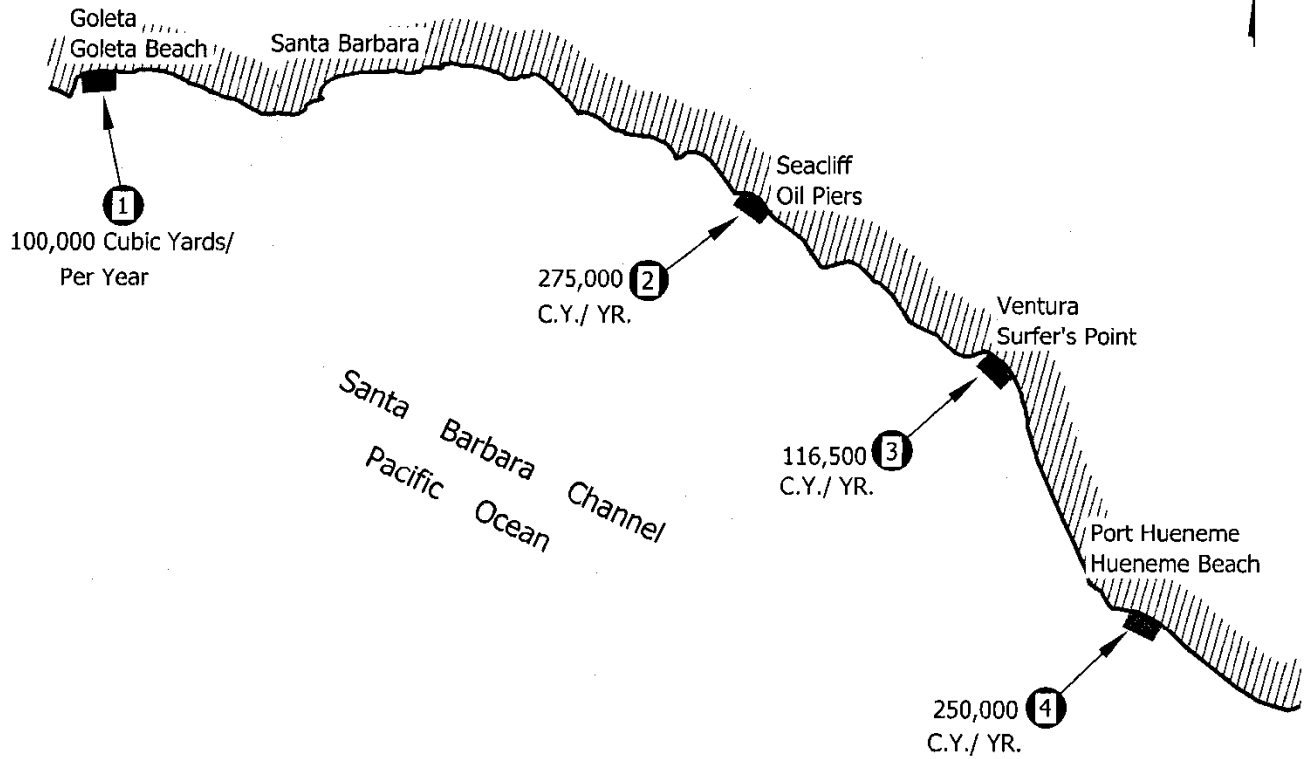 Goleta
Goleta Beach
Santa Barbara
1
100,000 Cubic Yards/
Per Year
Seacliff
Oil Piers
275,000 2
C.Y./ YR.
Ventura
Surfer's Point
116,500 3
C.Y./ YR.
Santa Barbara Channel
Pacific Ocean
Port Hueneme
Hueneme Beach
250,000 4
C.Y./ YR.